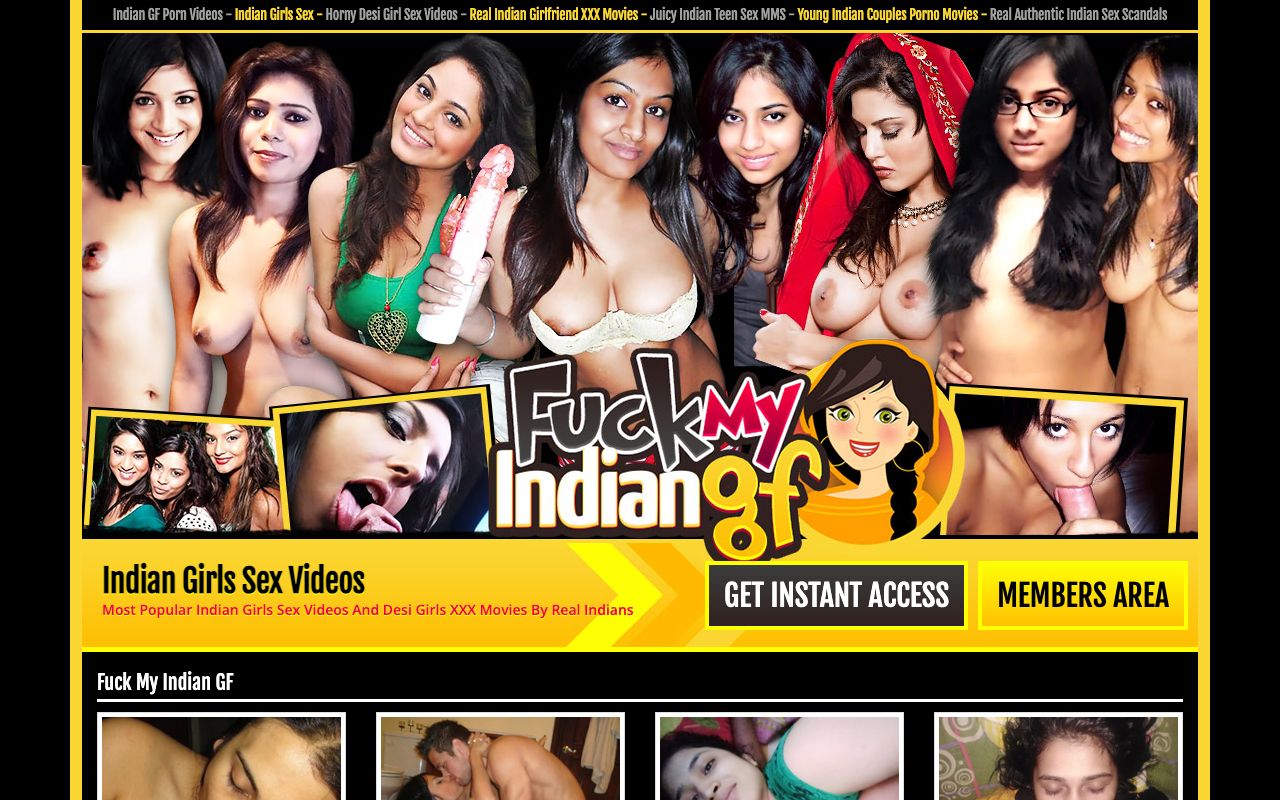 Indian GF Porn Videos - Indian Girls Sex - Horny Desi Girl Sex Videos - Real Indian Girlfriend XXX Movies - Juicy Indian Teen Sex MMS - Young Indian Couples Porno Movies - Real Authentic Indian Sex Scandals
Fuck My
Indian gf
Indian Girls Sex Videos
Most Popular Indian Girls Sex Videos And Desi Girls XXX Movies By Real Indians
GET INSTANT ACCESS
MEMBERS AREA
Fuck My Indian GF